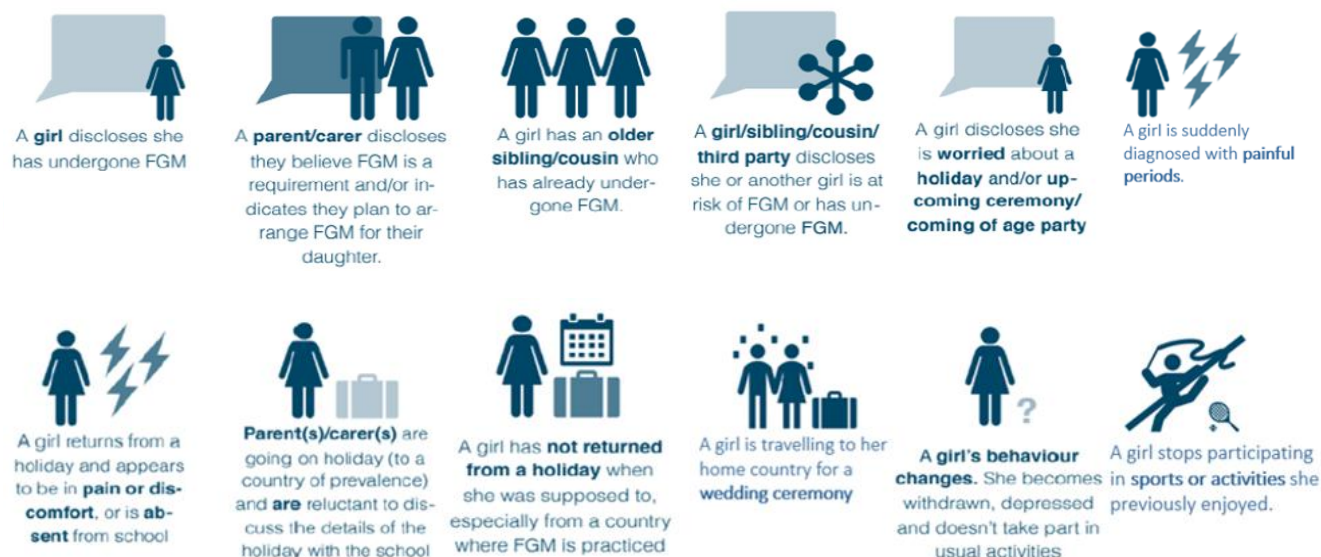 A girl discloses she
has undergone FGM
A parent/carer discloses
they believe FGM is a
requirement and/or in-
dicates they plan to ar-
range FGM for their
daughter.
A girl has an older
sibling/cousin who
has already under-
gone FGM.
A girl/sibling/cousin/
third party discloses
she or another girl is at
risk of FGM or has un-
dergone FGM.
A girl discloses she
is worried about a
holiday and/or up-
coming ceremony/
coming of age party
A girl is suddenly
diagnosed with painful
periods.
A girl returns from a
holiday and appears
to be in pain or dis-
comfort, or is ab-
sent from school
Parent(s)/carer(s) are
going on holiday (to a
country of prevalence)
and are reluctant to dis-
cuss the details of the
holiday with the school
A girl has not returned
from a holiday when
she was supposed to,
especially from a country
where FGM is practiced
A girl is travelling to her
home country for a
wedding ceremony
?
A girl's behaviour
changes. She becomes
withdrawn, depressed
and doesn't take part in
usual activities
A girl stops participating
in sports or activities she
previously enjoyed.